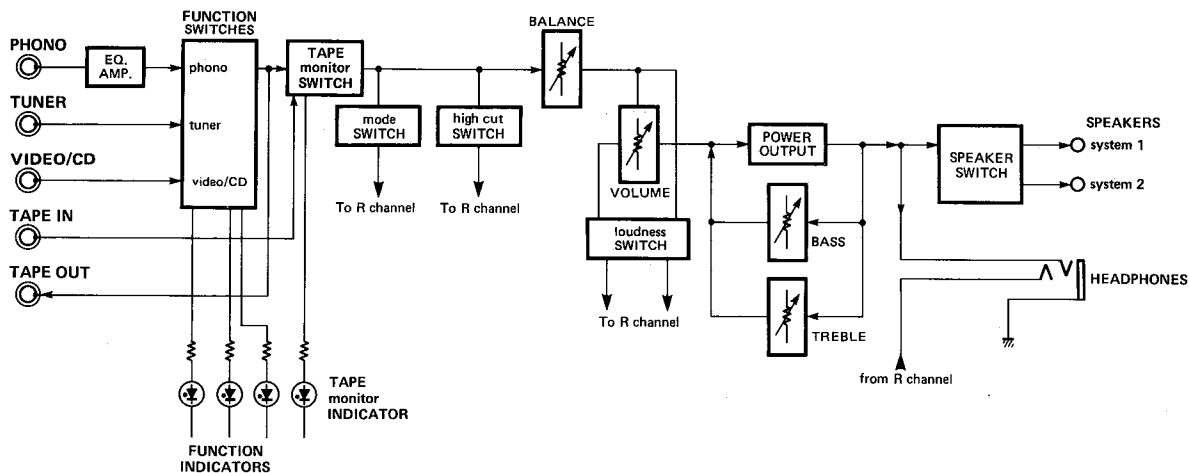 FUNCTION
SWITCHES
BALANCE
PHONO
EQ.
AMP.
phono
TAPE
monitor
SWITCH
TUNER
tuner
mode
SWITCH
high cut
SWITCH
VOLUME
POWER
OUTPUT
SPEAKER
SWITCH
SPEAKERS
system 1
system 2
VIDEO/CD
video/CD
To R channel
To R channel
TAPE IN
loudness
SWITCH
BASS
TAPE OUT
HEADPHONES
To R channel
TREBLE
from R channel
TAPE
monitor
INDICATOR
FUNCTION
INDICATORS